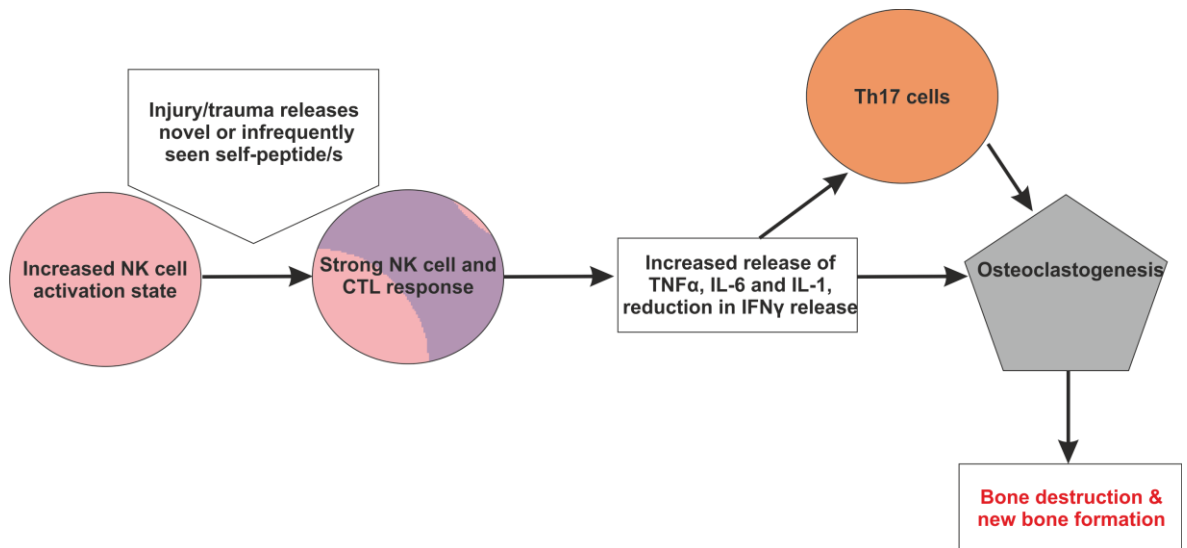 Injury/trauma releases
novel or infrequently
seen self-peptide/s
Increased NK cell
activation state
Strong NK cell and
CTL response
Increased release of
TNFα, IL-6 and IL-1,
reduction in IFNγ release
Th17 cells
Osteoclastogenesis
Bone destruction &
new bone formation